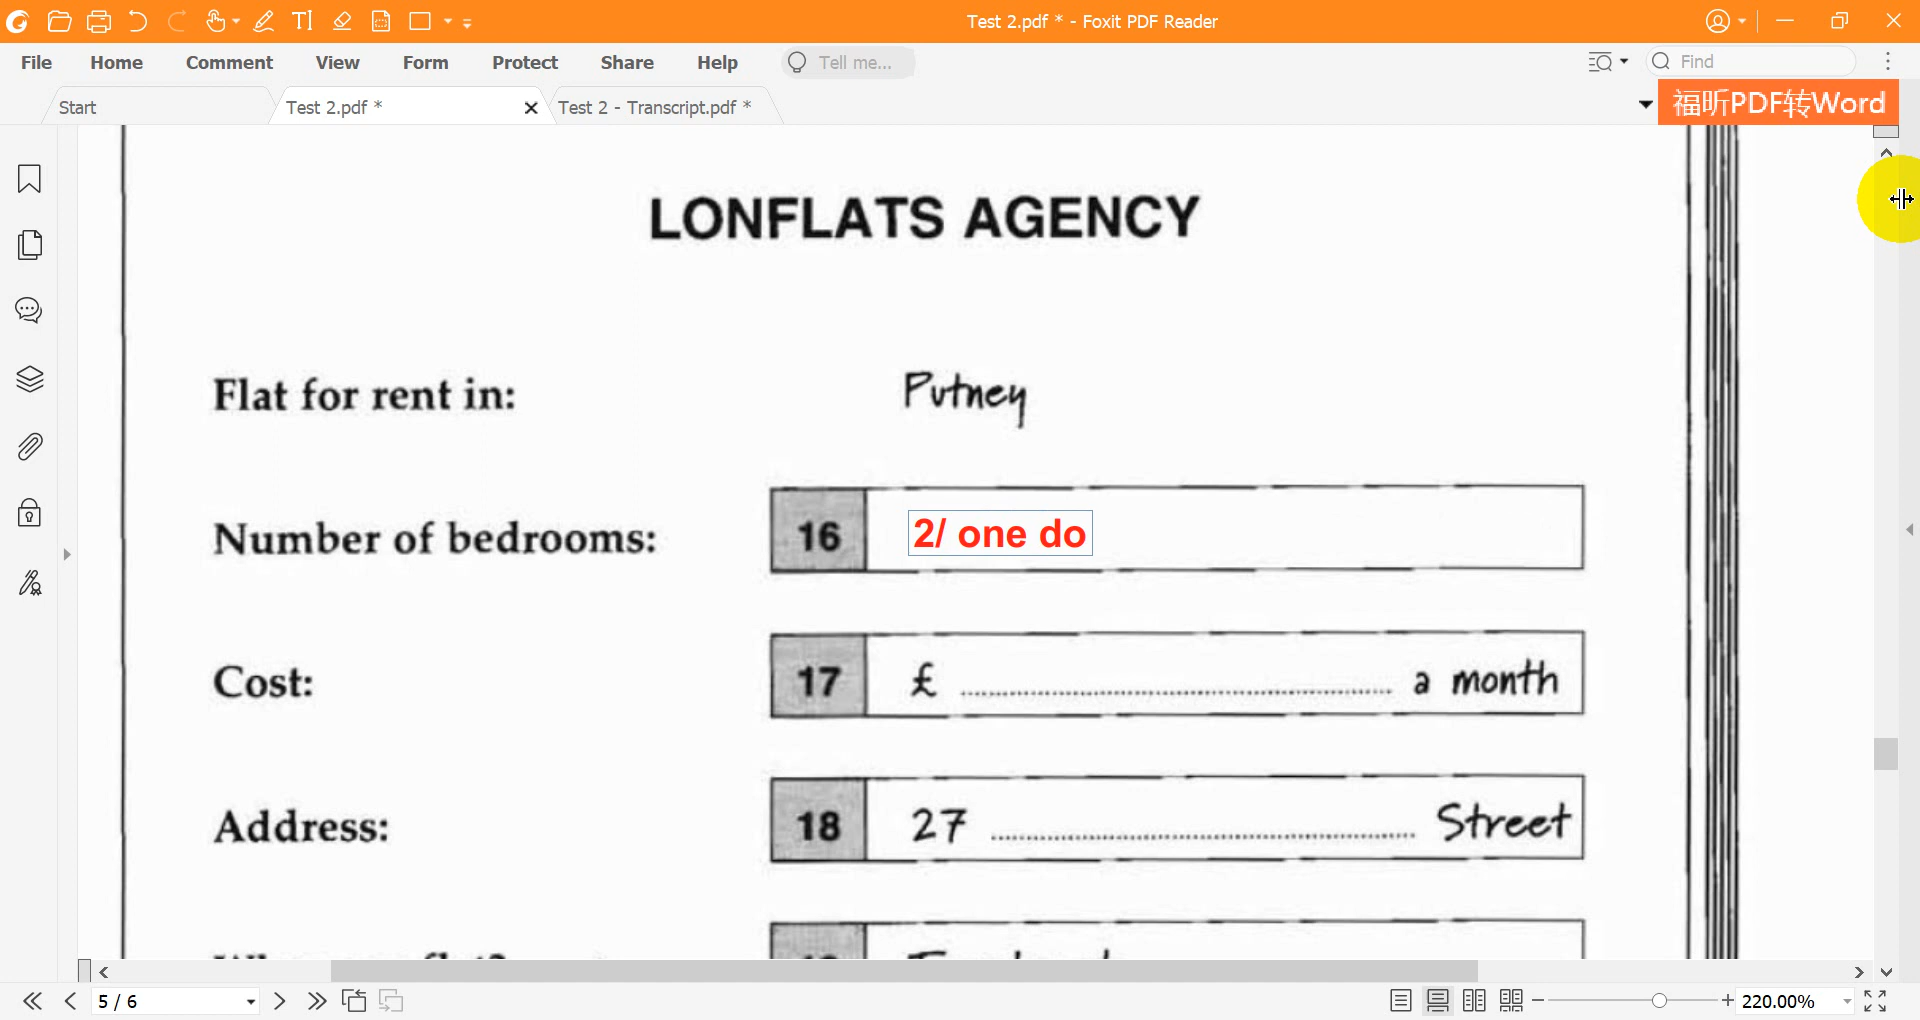 Test 2.pdf * - Foxit PDF Reader
File Home Comment View Form Protect Share Help Tell me... Find
Start Test 2.pdf * Test 2 - Transcript.pdf * 福昕PDF转Word
LONFLATS AGENCY
Flat for rent in: Putney
Number of bedrooms: 16 2/ one do
Cost: 17 £ a month
Address: 18 27 Street
5 / 6 220.00%